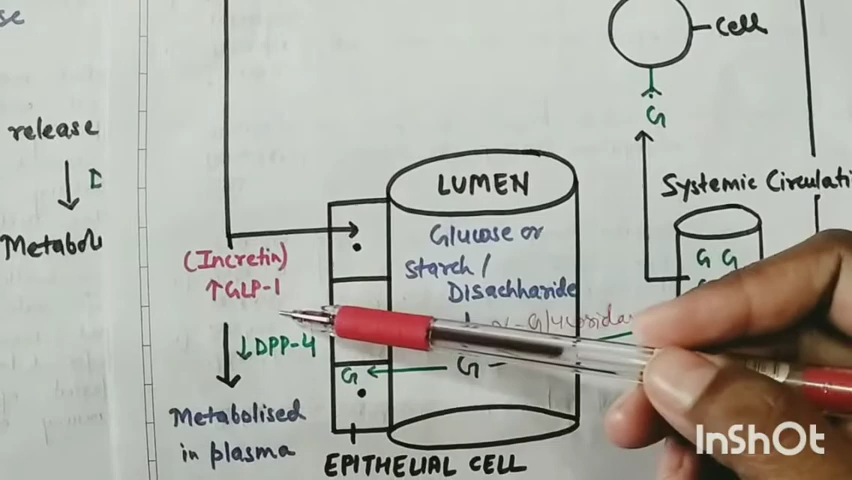 se
release
D
Metabol
Cell
G
Systemic Circulati
G G
LUMEN
Glucose or
Starch /
Disachharide
α-Glucosida
G
G
(Incretin)
↑GLP-1
↓DPP-4
Metabolised
in plasma
EPITHELIAL CELL
InShOt